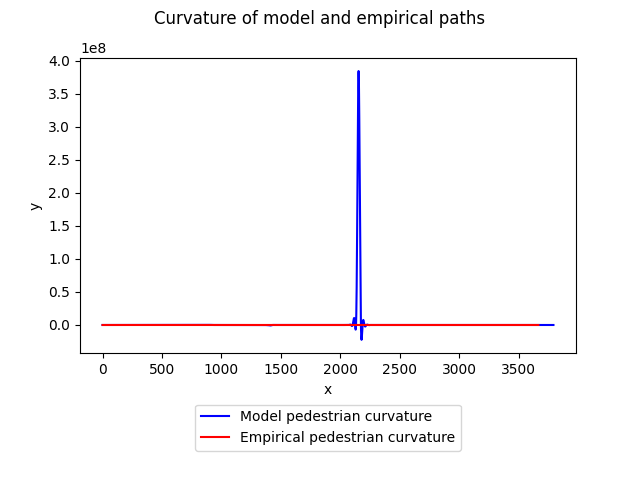 Curvature of model and empirical paths
1e8
4.0
3.5
3.0
2.5
2.0
1.5
1.0
0.5
0.0
y
0 500 1000 1500 2000 2500 3000 3500
x
Model pedestrian curvature
Empirical pedestrian curvature